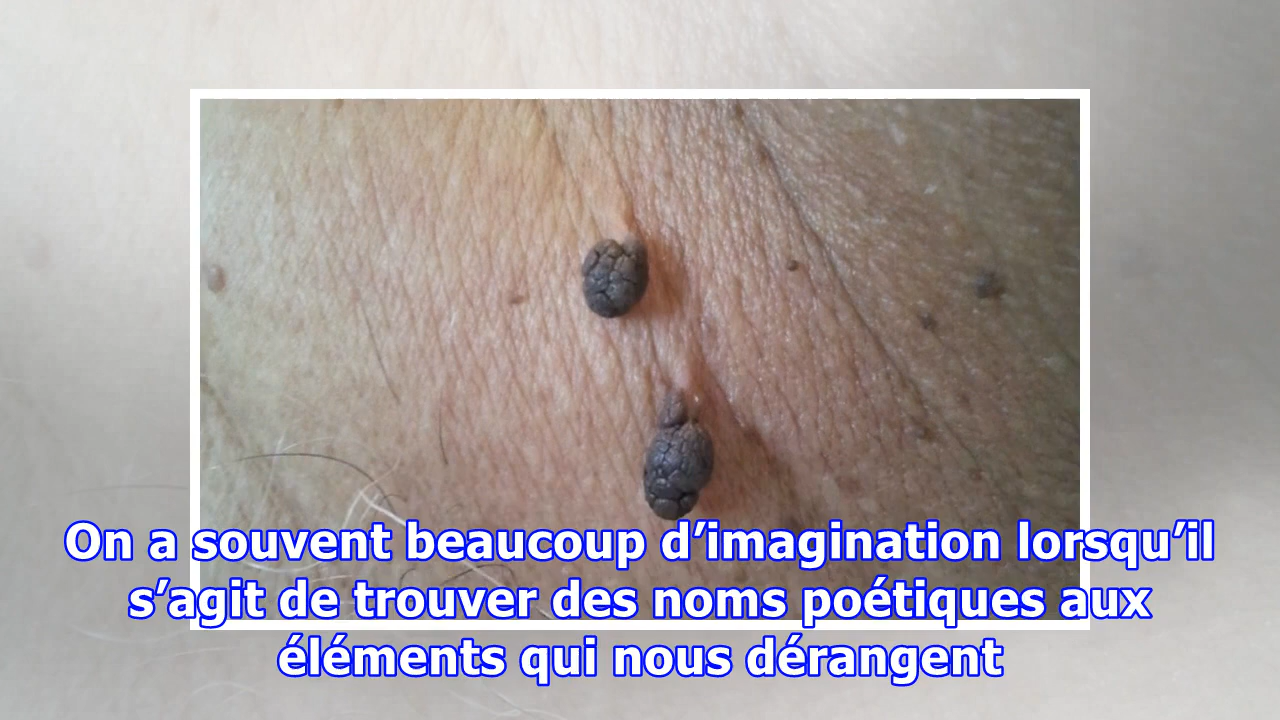 On a souvent beaucoup d’imagination lorsqu’il
s’agit de trouver des noms poétiques aux
éléments qui nous dérangent